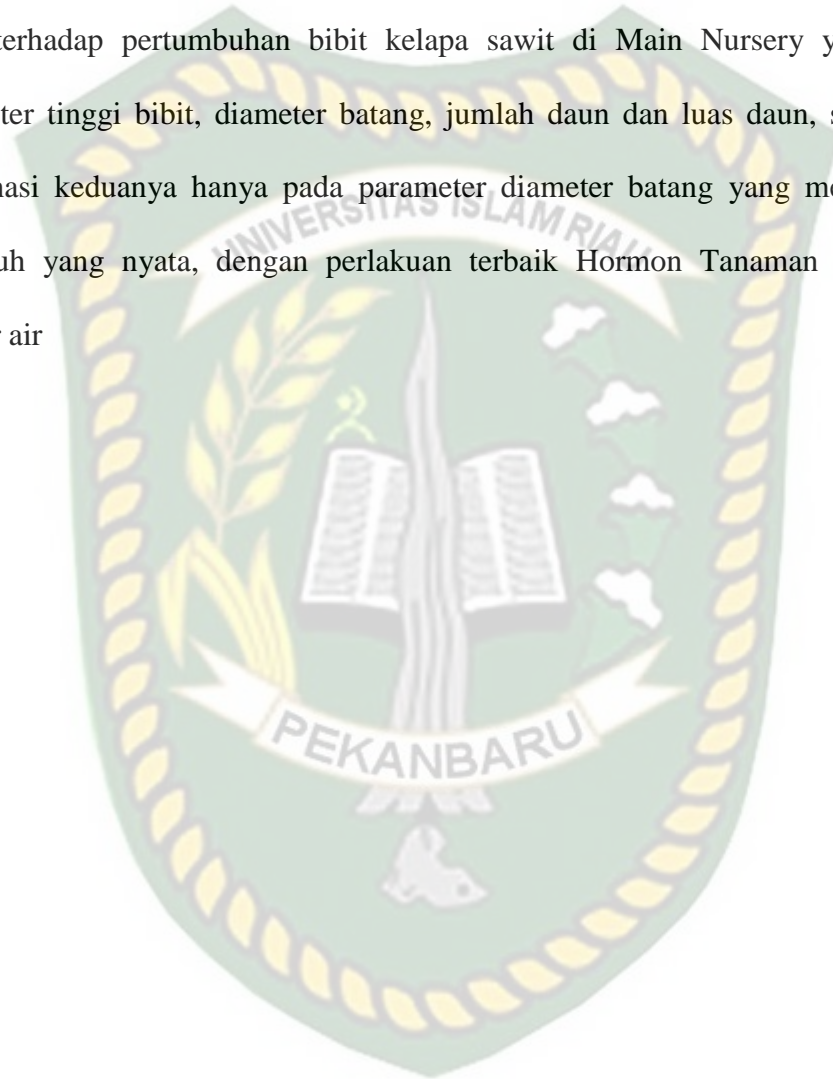 terhadap pertumbuhan bibit kelapa sawit di Main Nursery
ter tinggi bibit, diameter batang, jumlah daun dan luas daun,
nasi keduanya hanya pada parameter diameter batang yang
uh yang nyata, dengan perlakuan terbaik Hormon Tanaman
air
UNIVERSITAS ISLAM RIAU
PEKANBARU